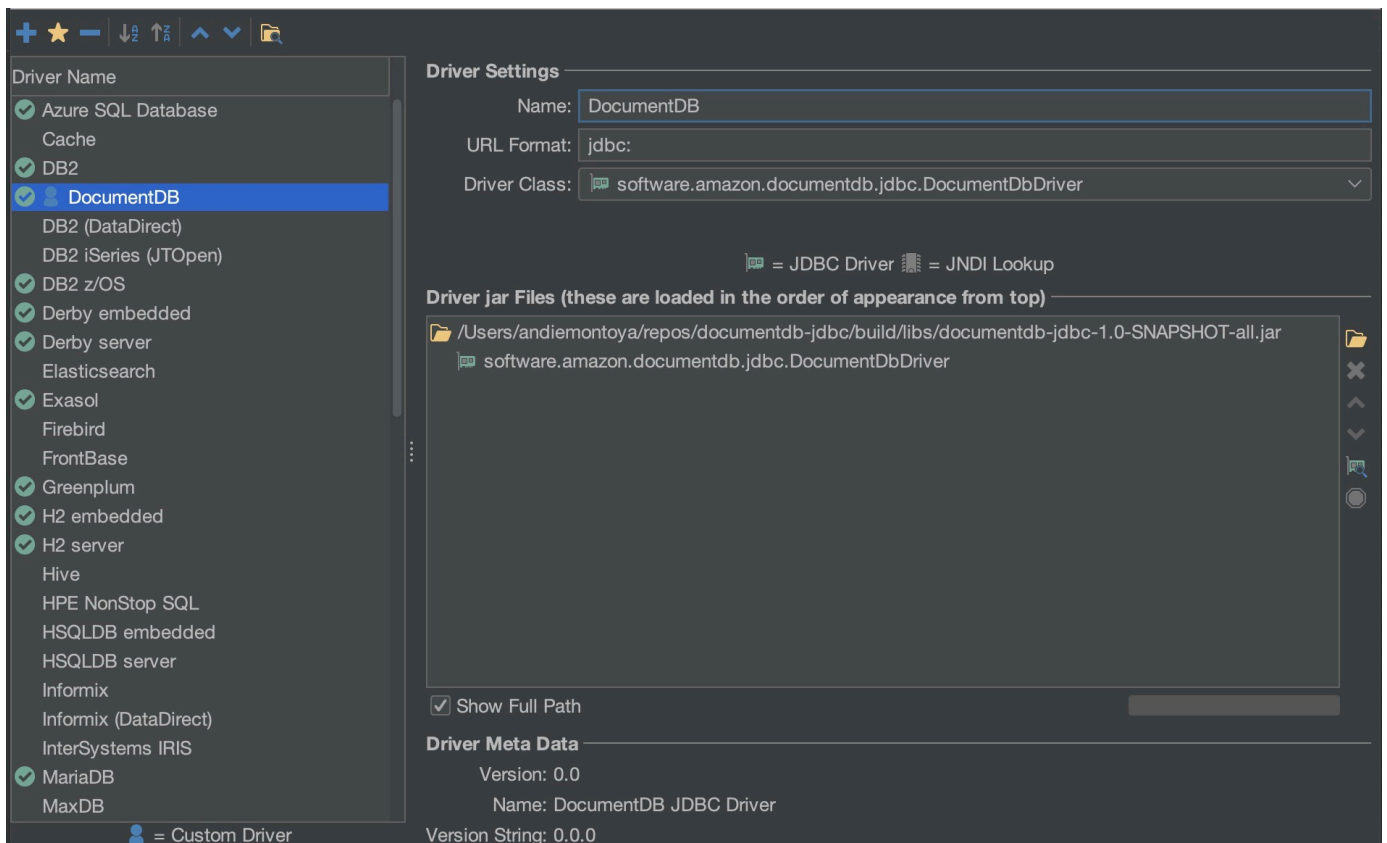 Driver Name
Azure SQL Database
Cache
DB2
DocumentDB
DB2 (DataDirect)
DB2 iSeries (JTOpen)
DB2 z/OS
Derby embedded
Derby server
Elasticsearch
Exasol
Firebird
FrontBase
Greenplum
H2 embedded
H2 server
Hive
HPE NonStop SQL
HSQLDB embedded
HSQLDB server
Informix
Informix (DataDirect)
InterSystems IRIS
MariaDB
MaxDB
= Custom Driver
Driver Settings
Name: DocumentDB
URL Format: jdbc:
Driver Class: software.amazon.documentdb.jdbc.DocumentDbDriver
= JDBC Driver = JNDI Lookup
Driver jar Files (these are loaded in the order of appearance from top)
/Users/andiemontoya/repos/documentdb-jdbc/build/libs/documentdb-jdbc-1.0-SNAPSHOT-all.jar
software.amazon.documentdb.jdbc.DocumentDbDriver
Show Full Path
Driver Meta Data
Version: 0.0
Name: DocumentDB JDBC Driver
Version String: 0.0.0